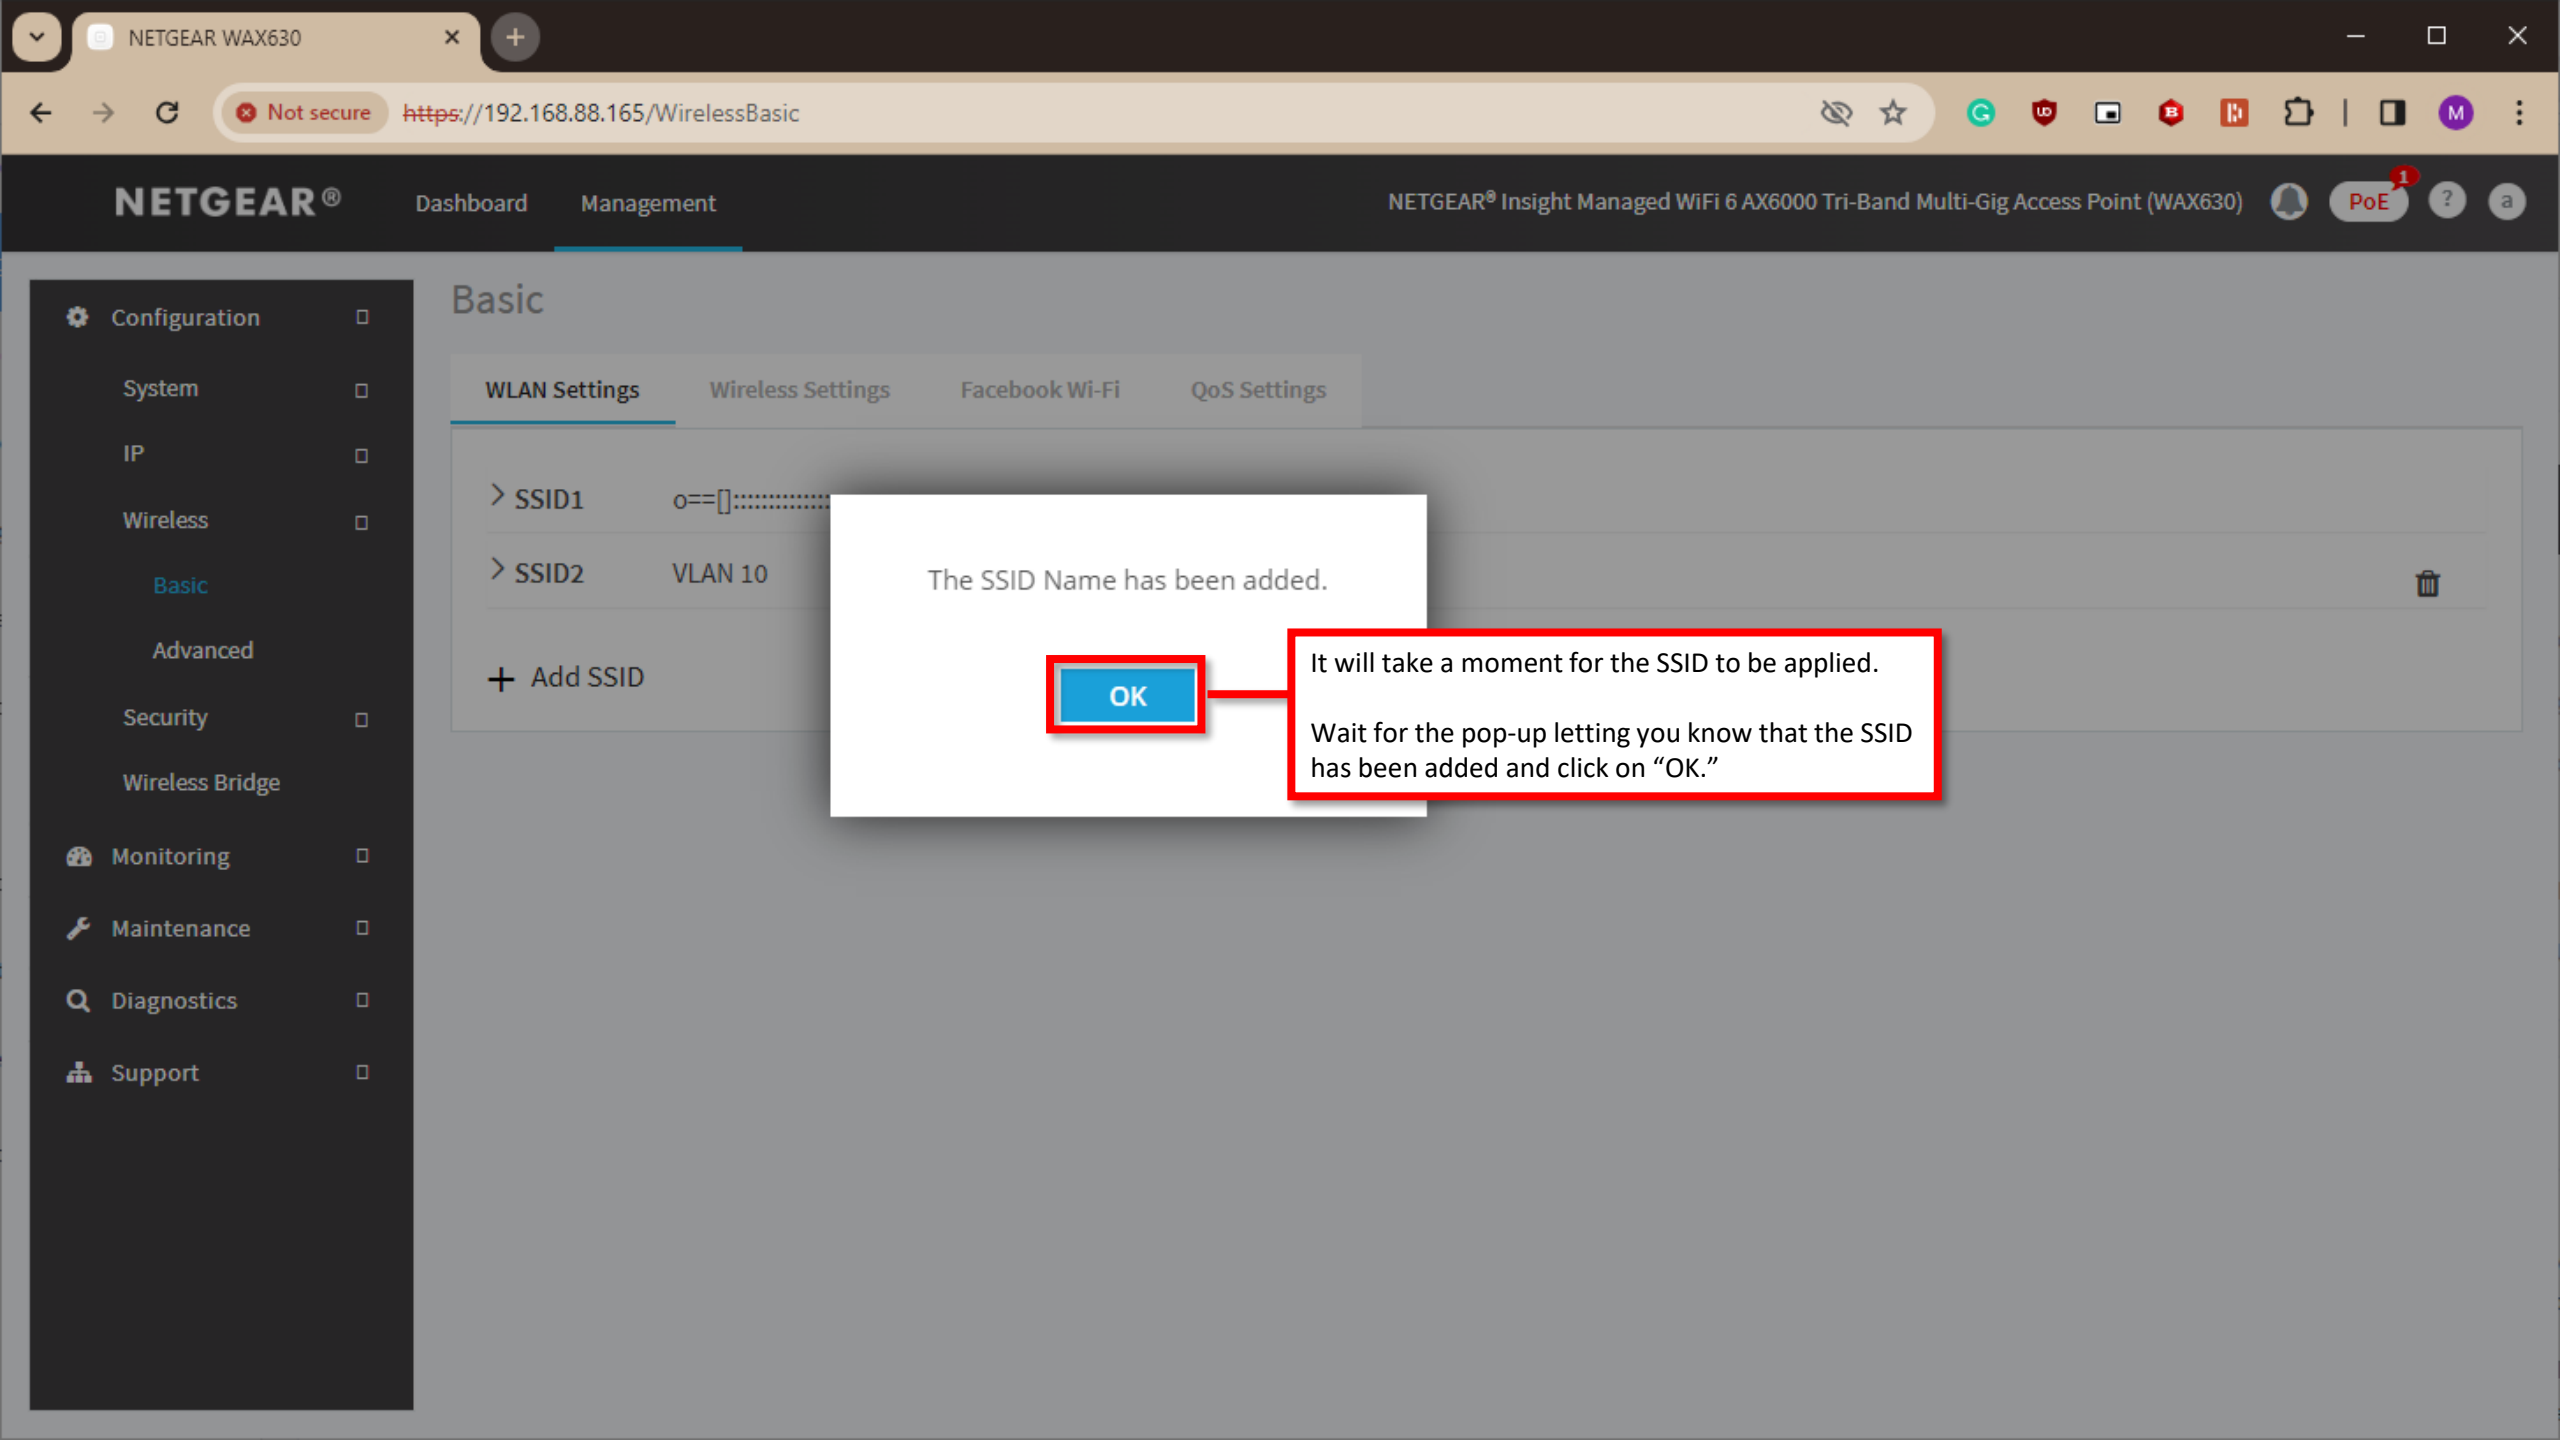 NETGEAR WAX630
Not secure https://192.168.88.165/WirelessBasic
M
NETGEAR®
Dashboard
Management
NETGEAR® Insight Managed WiFi 6 AX6000 Tri-Band Multi-Gig Access Point (WAX630)
PoE
1
?
a
Configuration
System
IP
Wireless
Basic
Advanced
Security
Wireless Bridge
Monitoring
Maintenance
Diagnostics
Support
Basic
WLAN Settings
Wireless Settings
Facebook Wi-Fi
QoS Settings
SSID1
SSID2 VLAN 10
+ Add SSID
The SSID Name has been added.
OK
It will take a moment for the SSID to be applied.
Wait for the pop-up letting you know that the SSID
has been added and click on “OK.”